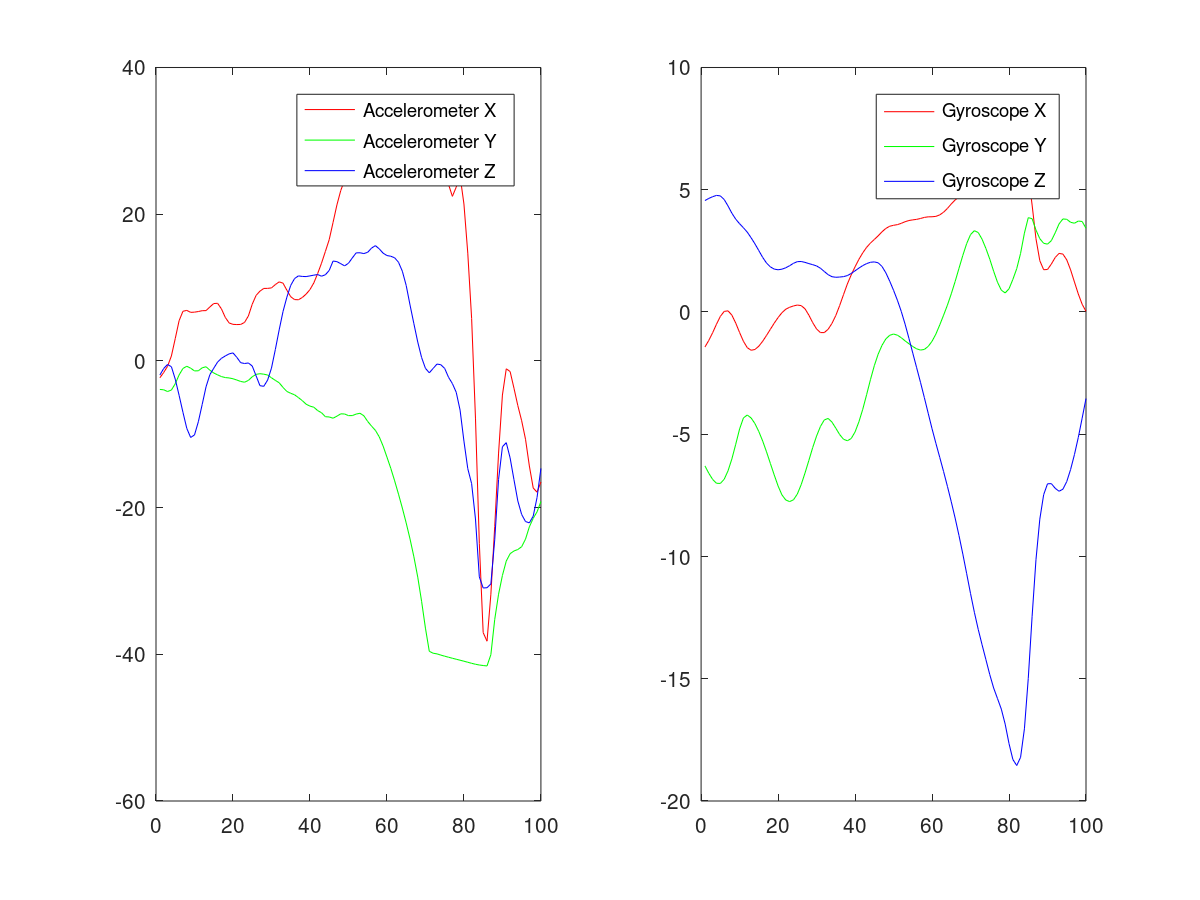 40
20
0
-20
-40
-60
0 20 40 60 80 100
Accelerometer X
Accelerometer Y
Accelerometer Z
10
5
0
-5
-10
-15
-20
0 20 40 60 80 100
Gyroscope X
Gyroscope Y
Gyroscope Z